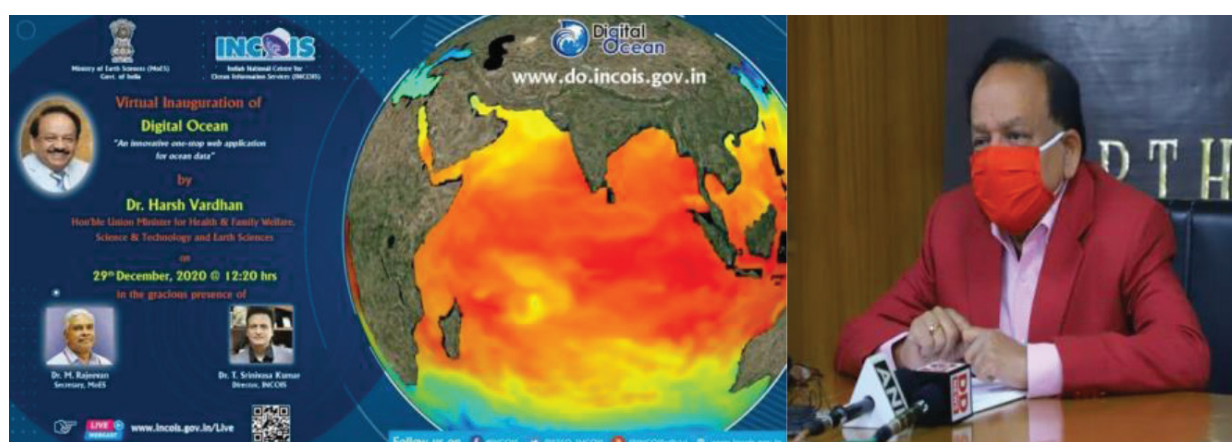 Ministry of Earth Sciences (MoES)
Govt. of India
INCOIS
Indian National Centre for
Ocean Information Services (INCOIS)
Virtual Inauguration of
Digital Ocean
"An innovative one-stop web application
for ocean data"
by
Dr. Harsh Vardhan
Hon'ble Union Minister for Health & Family Welfare,
Science & Technology and Earth Sciences
on
29th December, 2020 @ 12:20 hrs
in the gracious presence of
Dr. M. Rajeevan
Secretary, MoES
Dr. T. Srinivasa Kumar
Director, INCOIS
LIVE
WEBCAST
www.incois.gov.in/Live
Digital
Ocean
www.do.incois.gov.in
Follow us on
RTH
ANI
DD
NEWS